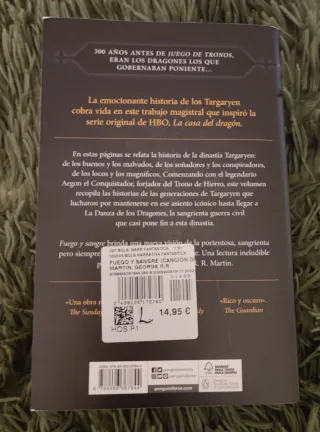 300 AÑOS ANTES DE JUEGO DE TRONOS,
ERAN LOS DRAGONES LOS QUE
GOBERNABAN PONIENTE...
La emocionante historia de los Targaryen
cobra vida en este trabajo magistral que inspiró la
serie original de HBO, La casa del dragón.
En estas páginas se relata la historia de la dinastía Targaryen:
de los buenos y los malvados, de los soñadores y los conspiradores,
de los locos y los magníficos. Comenzando con el legendario
Aegon el Conquistador, forjador del Trono de Hierro, este volumen
recopila las historias de las generaciones de Targaryen que
lucharon por mantenerse en ese asiento icónico hasta llegar a
La Danza de los Dragones, la sangrienta guerra civil
que casi pone fin a esta dinastía.
Fuego y sangre brinda una nueva visión de la portentosa, sangrienta
pero siempre
Una lectura ineludible
R. R. Martin.
FUEGO Y SANGRE (CANCION DE
MARTIN, GEORGE R.R.
L
14,95 €
HOS P1
«Una obra
The Sunday
«Rico y oscuro».
The Guardian
penguinlibros.com
penguinlibros